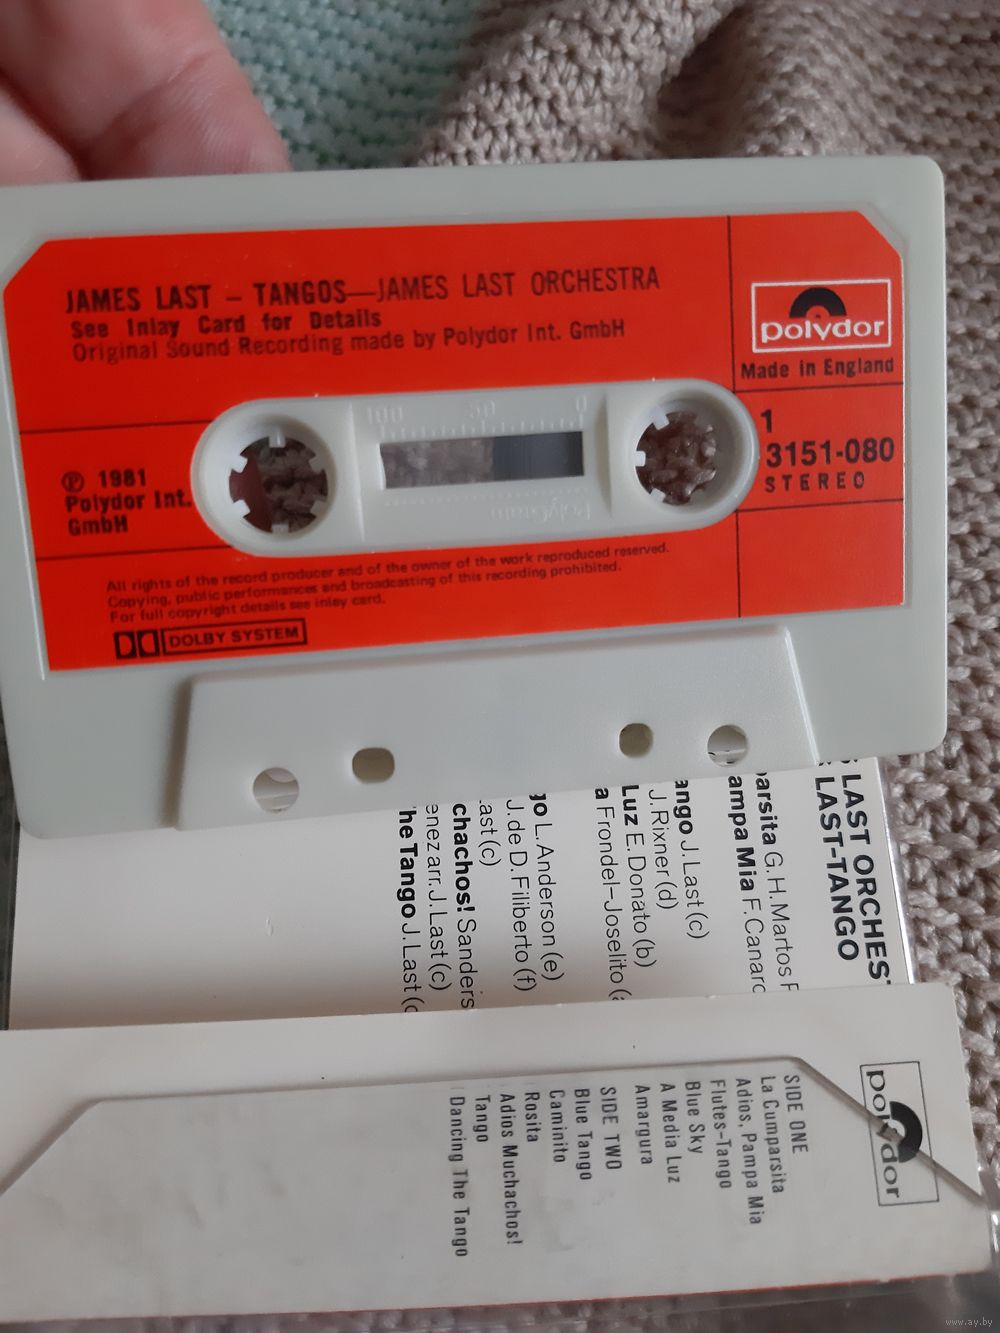 JAMES LAST – TANGOS—JAMES LAST ORCHESTRA
See Inlay Card for Details
Original Sound Recording made by Polydor Int. GmbH
polydor
Made in England
1
3151-080
STEREO
℗ 1981
Polydor Int.
GmbH
100 50 0
PolyGram
All rights of the record producer and of the owner of the work reproduced reserved.
Copying, public performances and broadcasting of this recording prohibited.
For full copyright details see inlay card.
DOLBY SYSTEM
LAST ORCHES
LAST-TANGO
parsita G.H.Martos
ampa Mia F.Canaro
ango J.Last (c)
J.Rixner (d)
Luz E.Donato (b)
a Frondel-Joselito
go L.Anderson (e)
J.de D.Filiberto (f)
.ast (c)
chachos! Sanders
enez arr. J.Last (c)
he Tango J.Last
polydor
SIDE ONE
La Cumparsita
Adios, Pampa Mia
Flutes-Tango
Blue Sky
A Media Luz
Amargura
SIDE TWO
Blue Tango
Caminito
Rosita
Adios Muchachos!
Tango
Dancing The Tango
www.ay.by